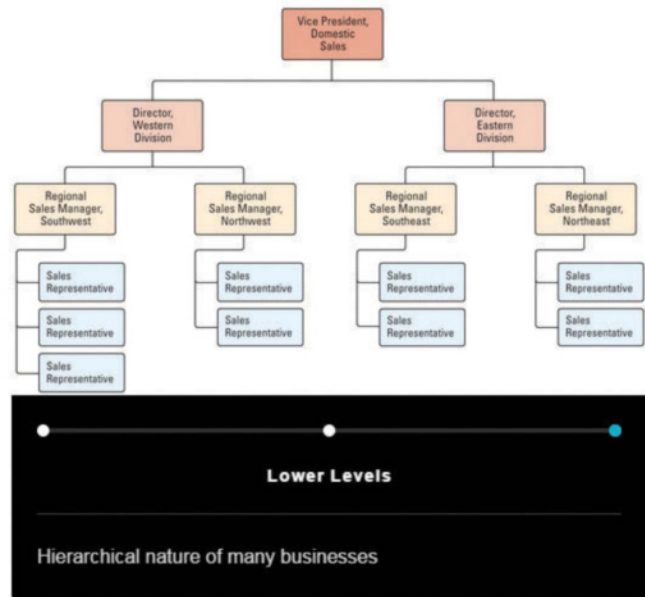 Vice President,
Domestic
Sales
Director,
Western
Division
Director,
Eastern
Division
Regional
Sales Manager,
Southwest
Regional
Sales Manager,
Northwest
Regional
Sales Manager,
Southeast
Regional
Sales Manager,
Northeast
Sales
Representative
Sales
Representative
Sales
Representative
Sales
Representative
Sales
Representative
Sales
Representative
Sales
Representative
Sales
Representative
Sales
Representative
Lower Levels
Hierarchical nature of many businesses